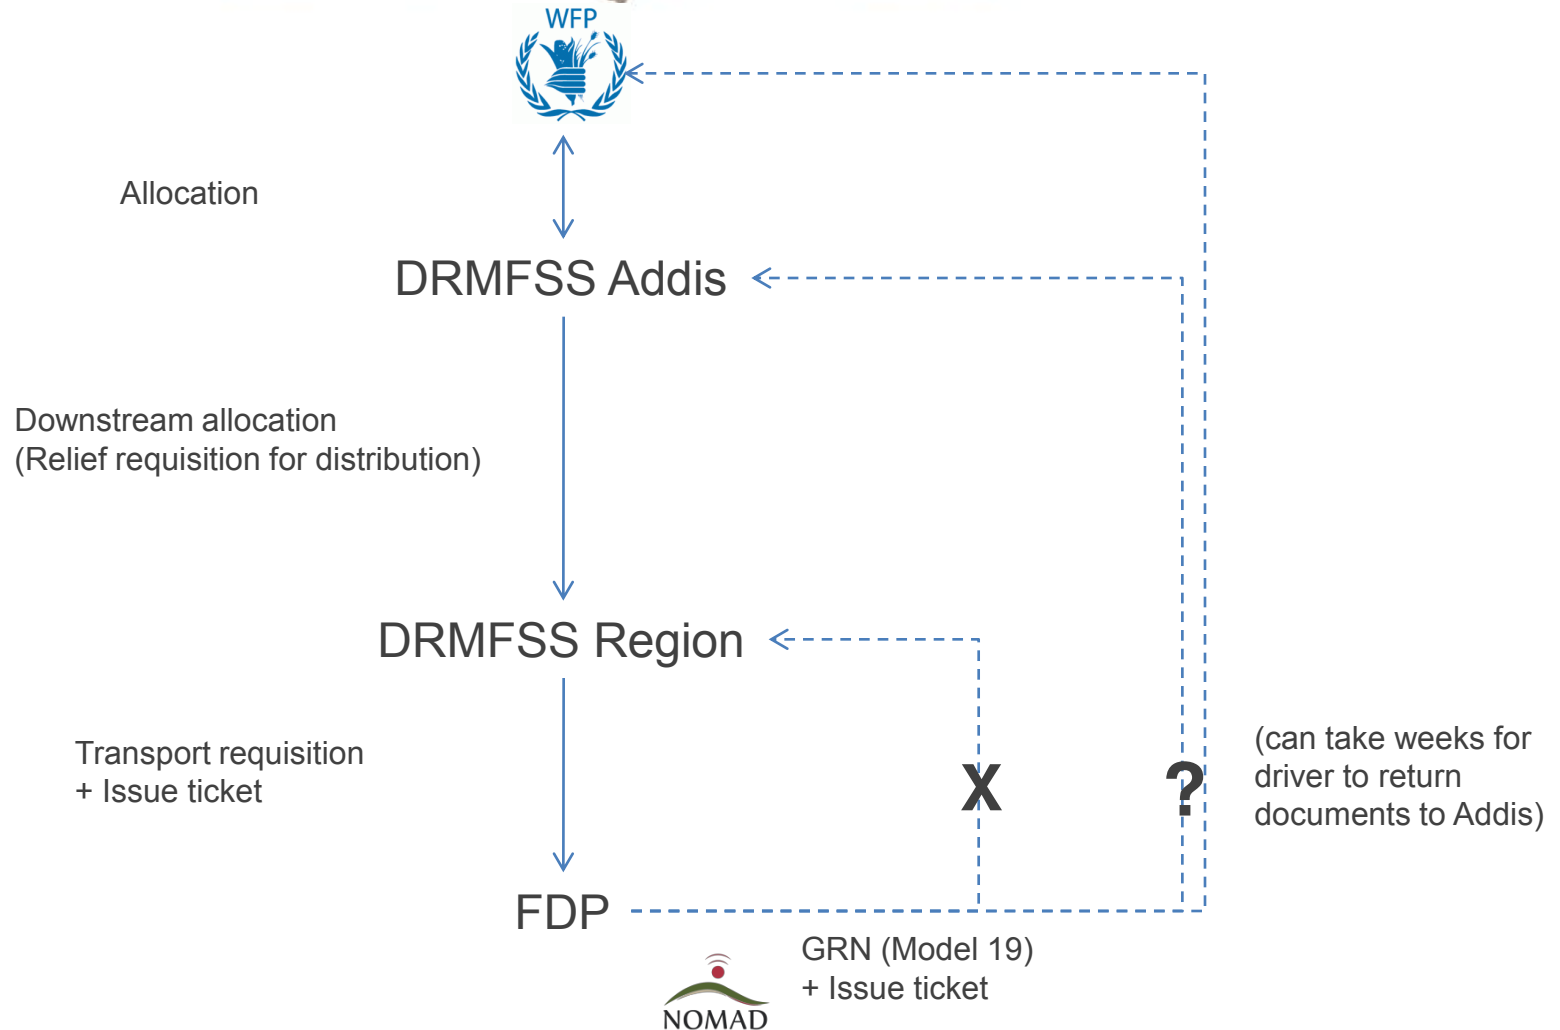 WFP
Allocation
DRMFSS Addis
Downstream allocation
(Relief requisition for distribution)
DRMFSS Region
Transport requisition
+ Issue ticket
X
?
(can take weeks for
driver to return
documents to Addis)
FDP
GRN (Model 19)
+ Issue ticket
NOMAD